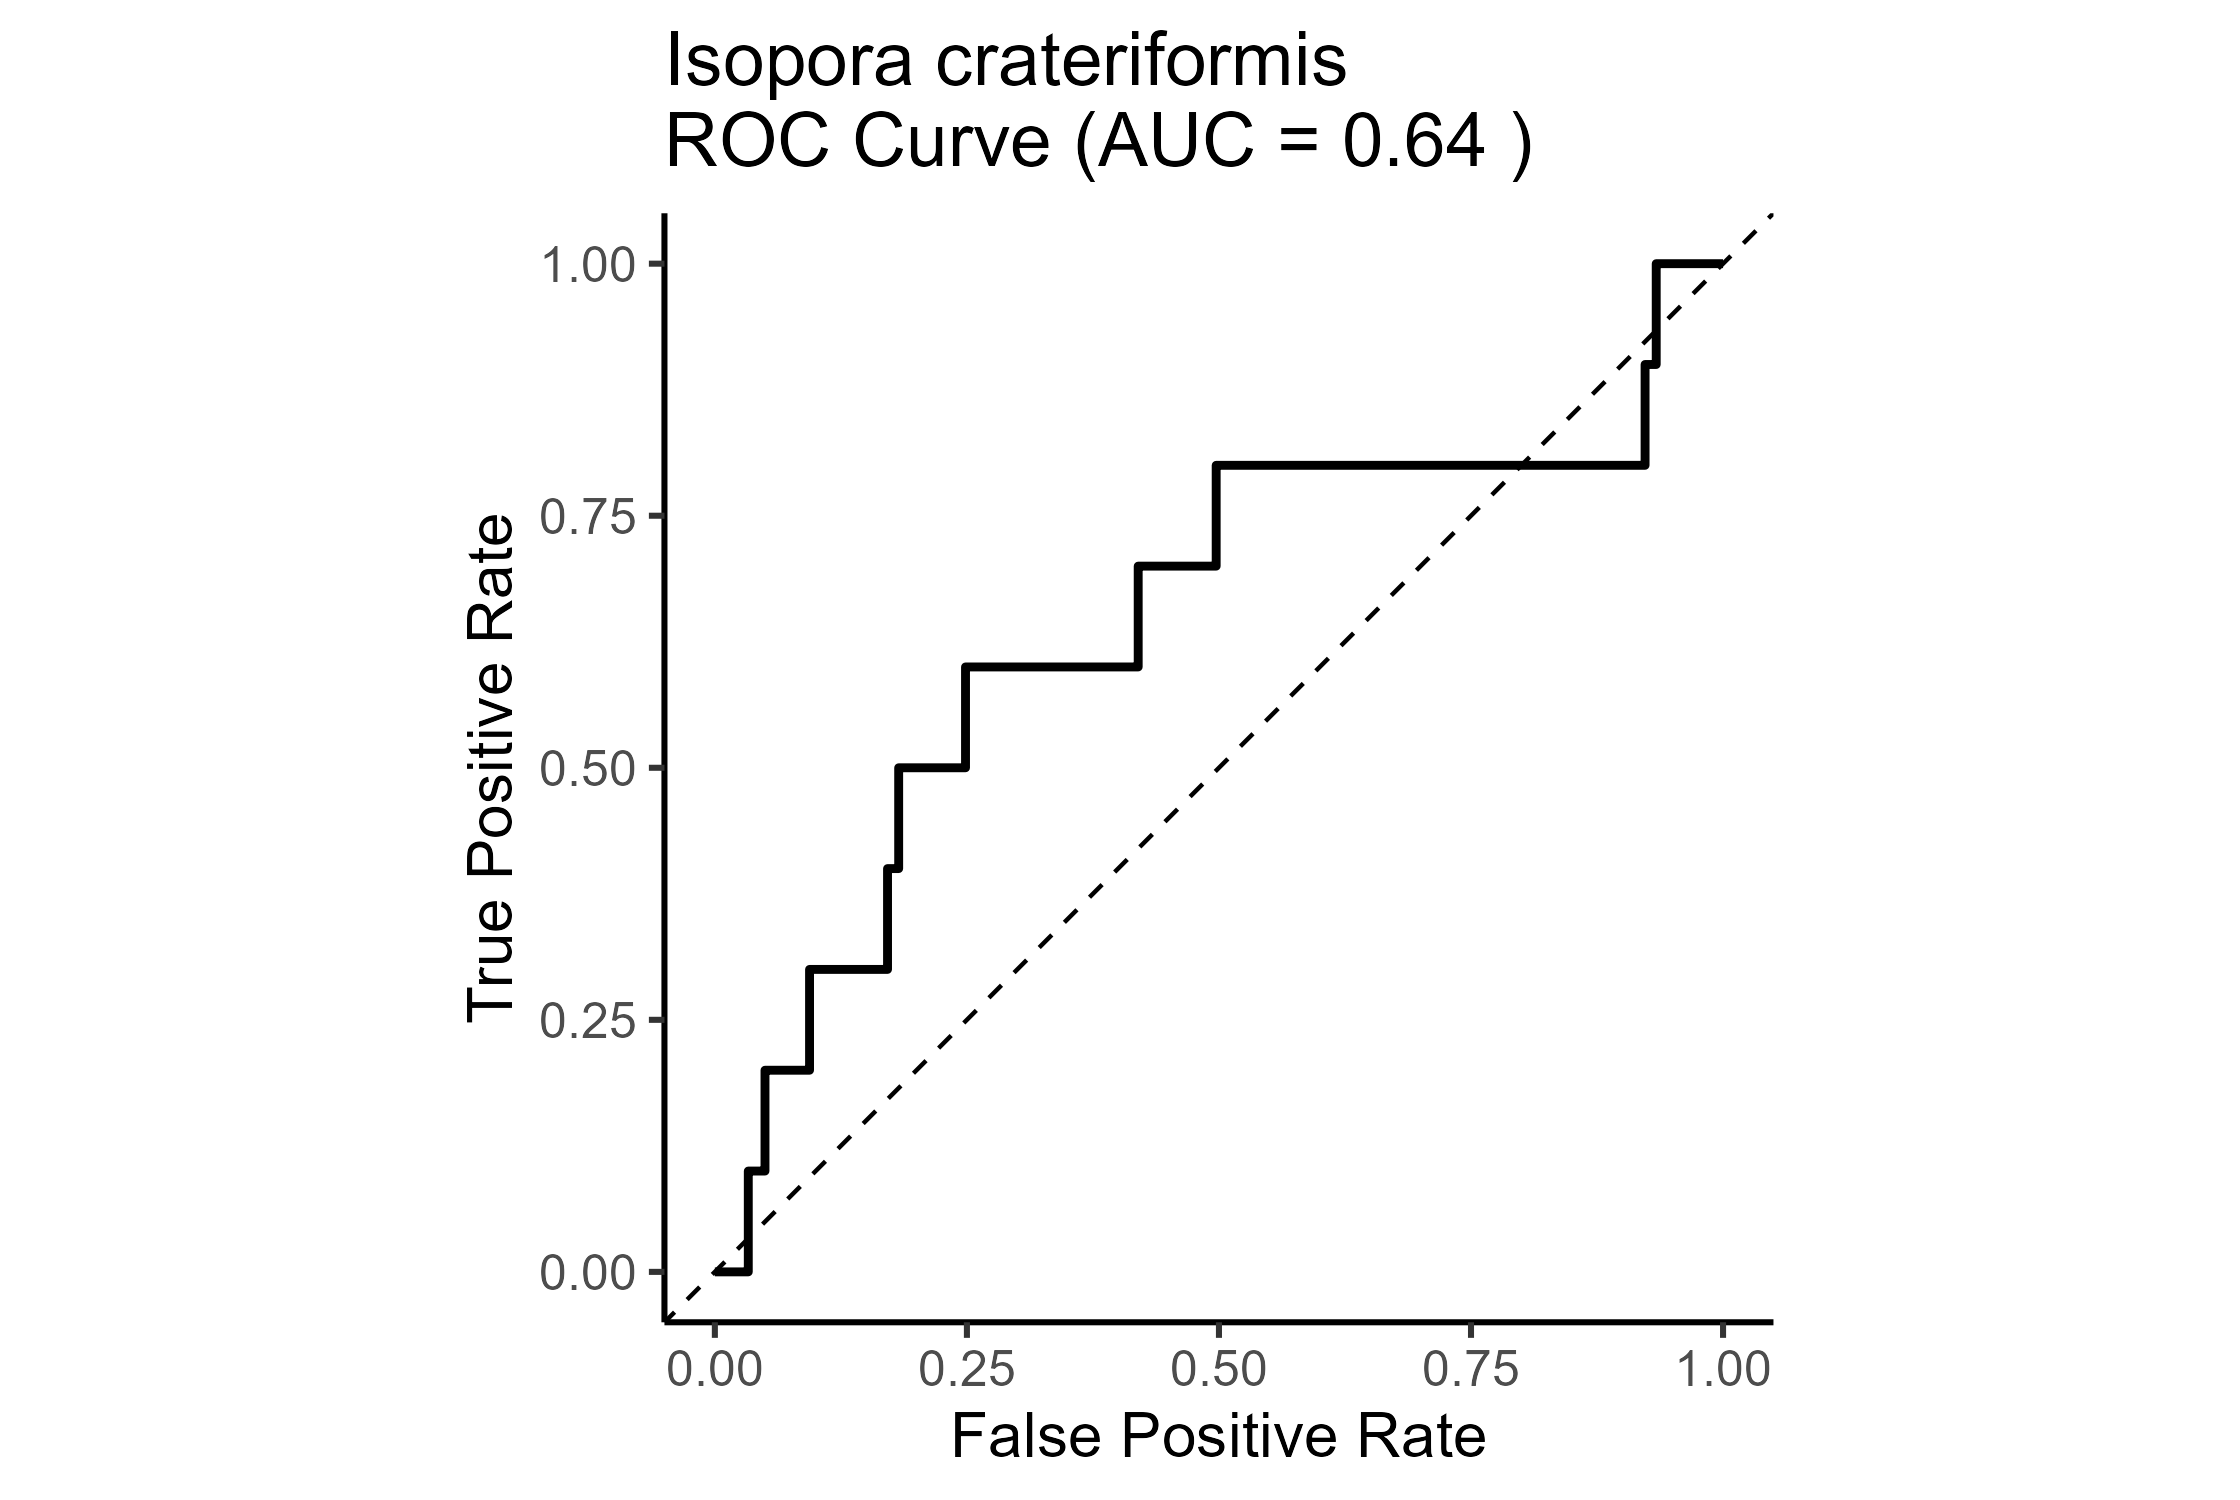 Isopora crateriformis
ROC Curve (AUC = 0.64 )
1.00
0.75
0.50
0.25
0.00
True Positive Rate
0.00 0.25 0.50 0.75 1.00
False Positive Rate